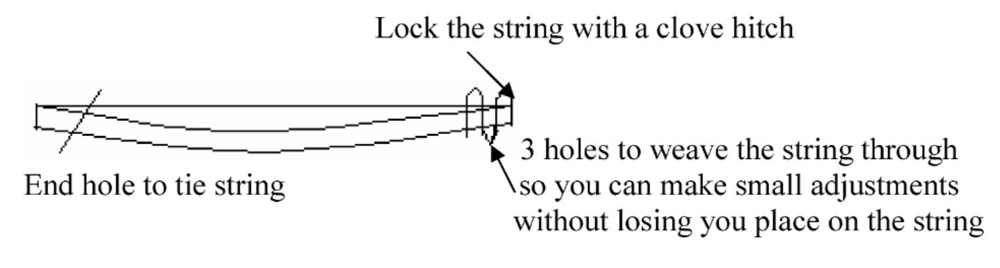 Lock the string with a clove hitch
End hole to tie string
3 holes to weave the string through
so you can make small adjustments
without losing you place on the string